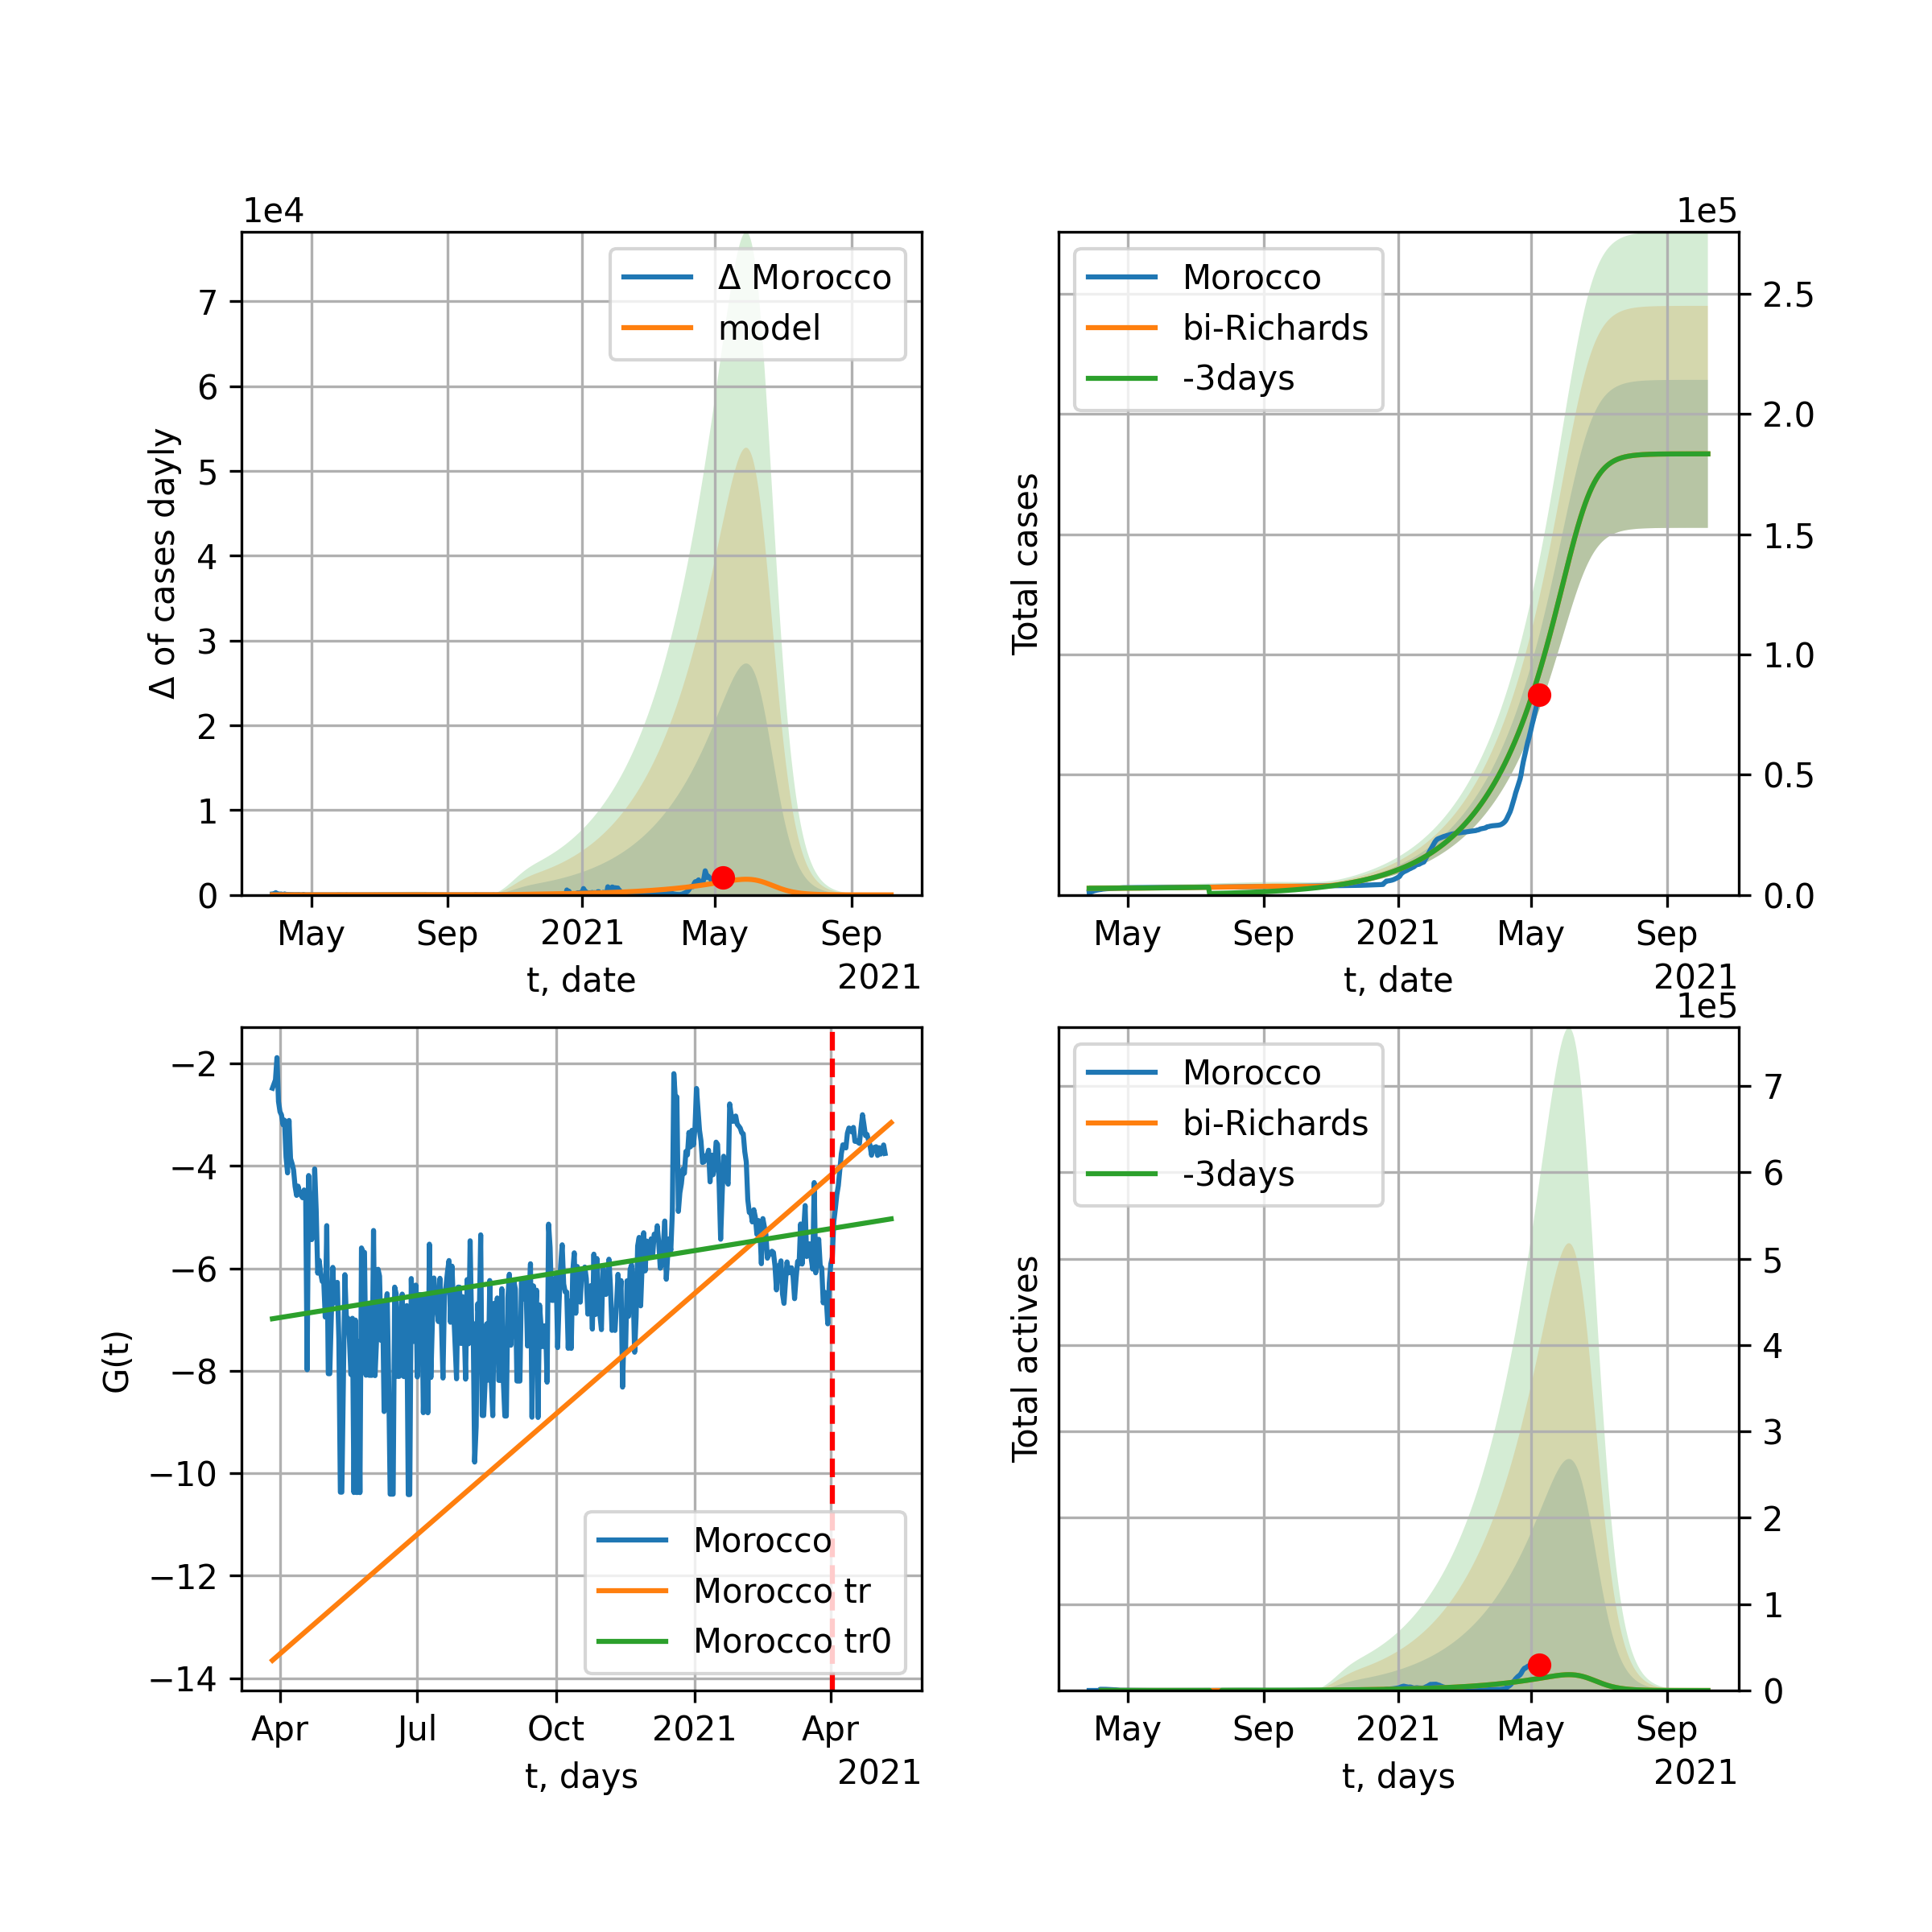 1e4
Δ of cases dayly
7
6
5
4
3
2
1
0
Δ Morocco
model
May
Sep
2021
May
Sep
t, date
2021
1e5
Total cases
Morocco
bi-Richards
-3days
2.5
2.0
1.5
1.0
0.5
0.0
May
Sep
2021
May
Sep
t, date
2021
G(t)
−2
−4
−6
−8
−10
−12
−14
Morocco
Morocco tr
Morocco tr0
Apr
Jul
Oct
2021
Apr
t, days
2021
1e5
Total actives
Morocco
bi-Richards
-3days
7
6
5
4
3
2
1
0
May
Sep
2021
May
Sep
t, days
2021